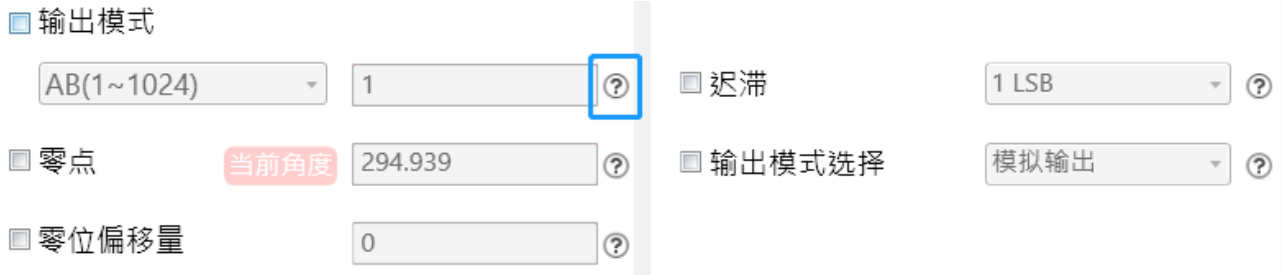 输出模式
AB(1~1024) 1 ? 迟滞 1 LSB ?
零点 当前角度 294.939 ? 输出模式选择 模拟输出 ?
零位偏移量 0 ?